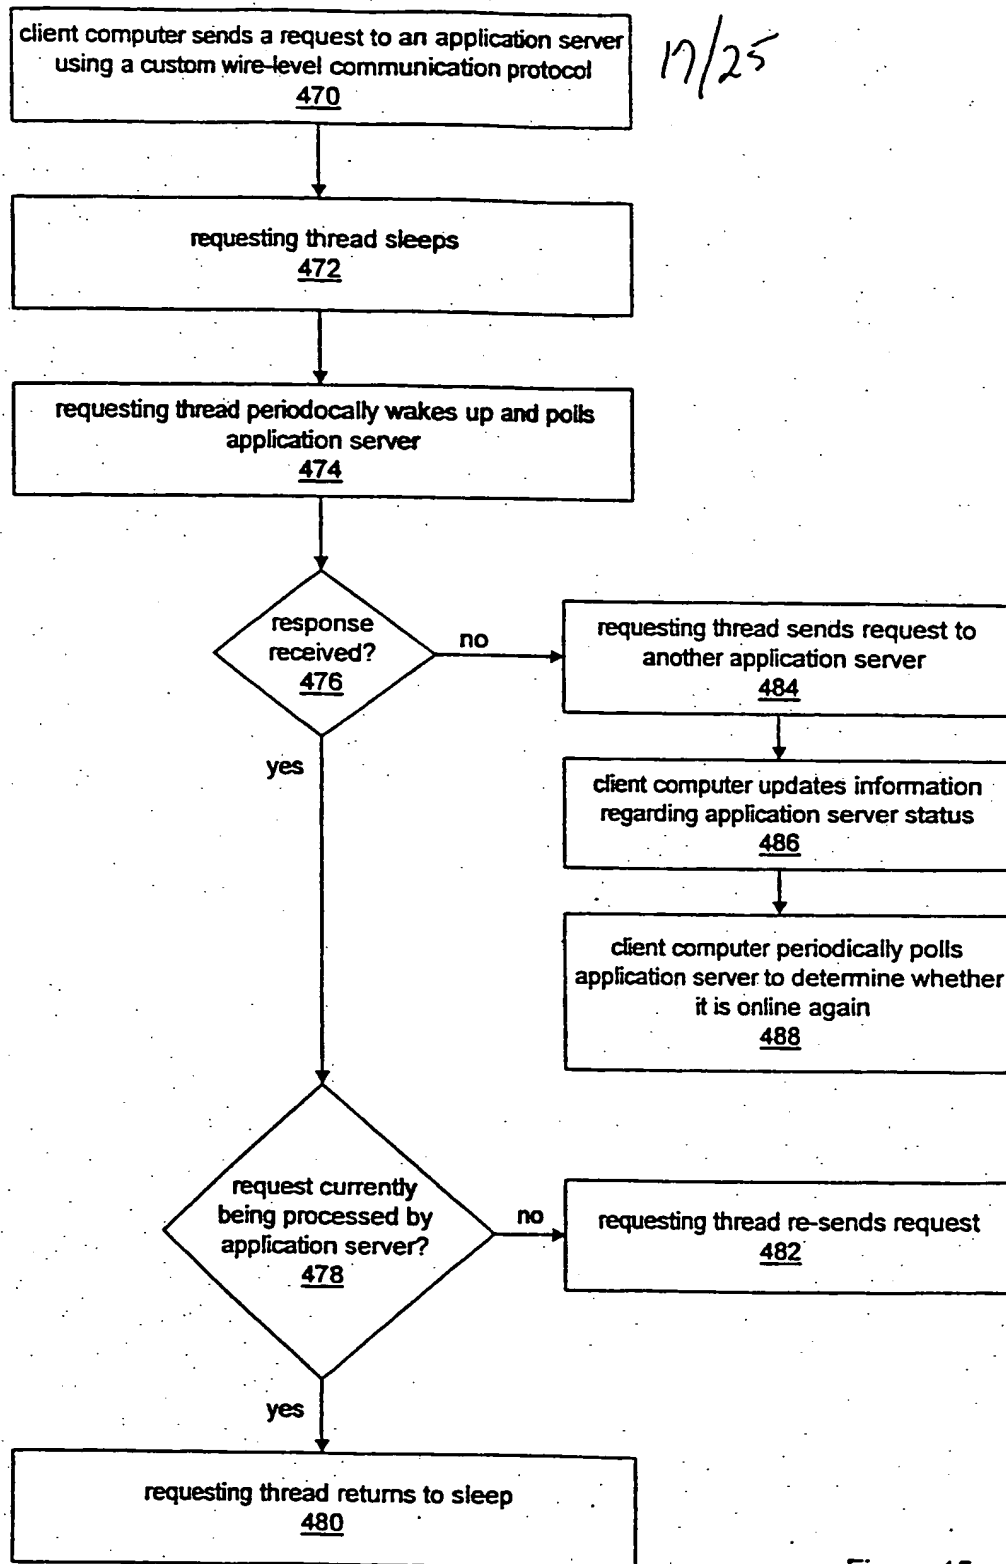 client computer sends a request to an application server
using a custom wire-level communication protocol
470
17/25
requesting thread sleeps
472
requesting thread periodocally wakes up and polls
application server
474
response
received?
476
no
requesting thread sends request to
another application server
484
yes
client computer updates information
regarding application server status
486
client computer periodically polls
application server to determine whether
it is online again
488
request currently
being processed by
application server?
478
no
requesting thread re-sends request
482
yes
requesting thread returns to sleep
480